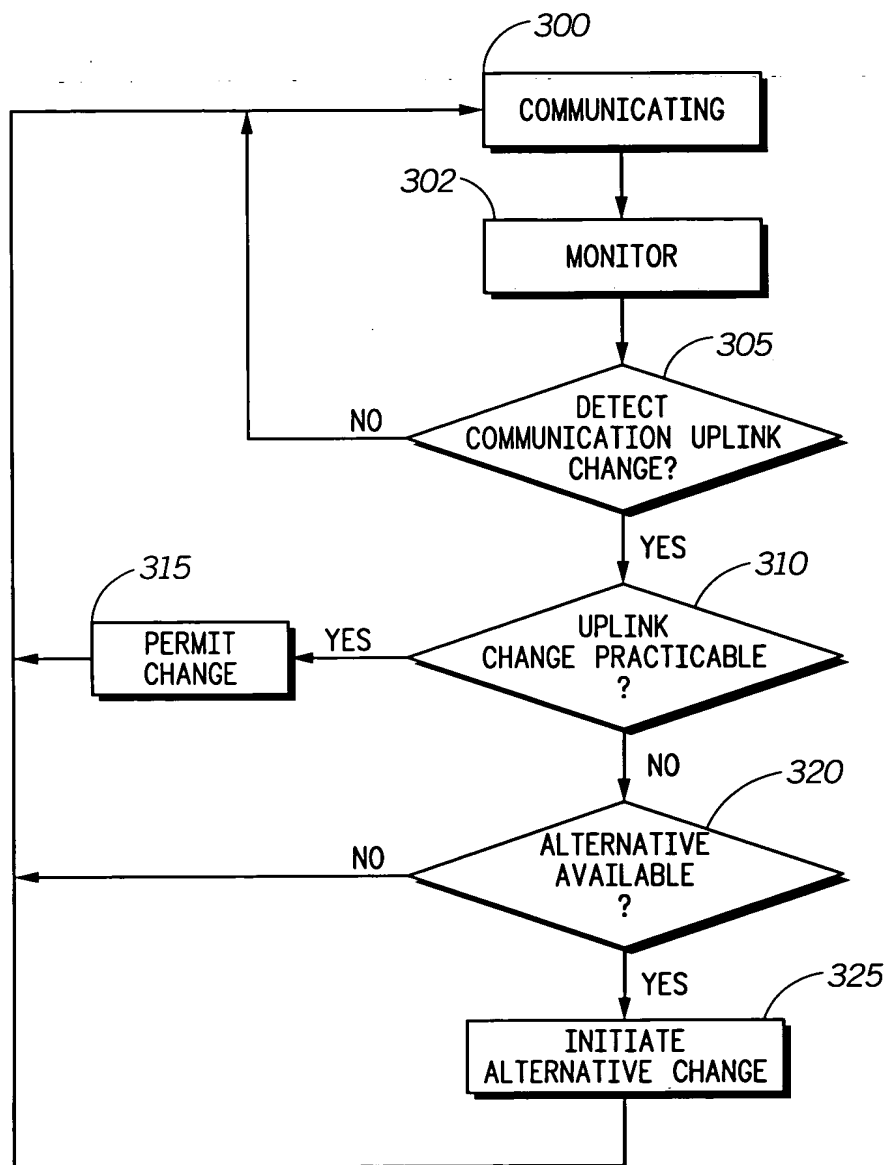 300
COMMUNICATING
302
MONITOR
305
DETECT
COMMUNICATION UPLINK
CHANGE?
NO
YES
310
UPLINK
CHANGE PRACTICABLE
?
YES
315
PERMIT
CHANGE
NO
320
ALTERNATIVE
AVAILABLE
?
NO
YES
325
INITIATE
ALTERNATIVE CHANGE